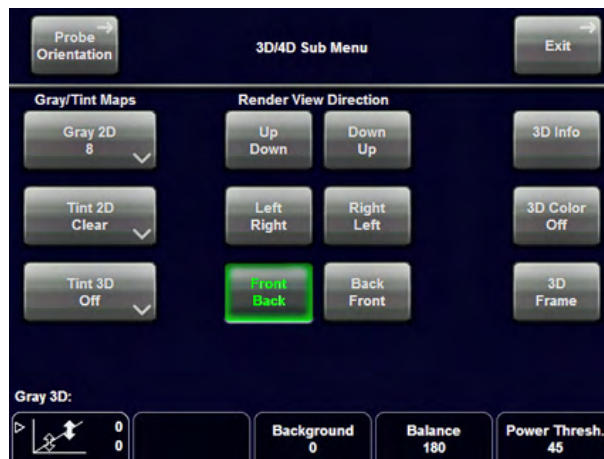 Probe
Orientation
3D/4D Sub Menu
Exit
Gray/Tint Maps
Render View Direction
Gray 2D
8
Up
Down
Down
Up
3D Info
Tint 2D
Clear
Left
Right
Right
Left
3D Color
Off
Tint 3D
Off
Front
Back
Back
Front
3D
Frame
Gray 3D:
0
0
Background
0
Balance
180
Power Thresh.
45